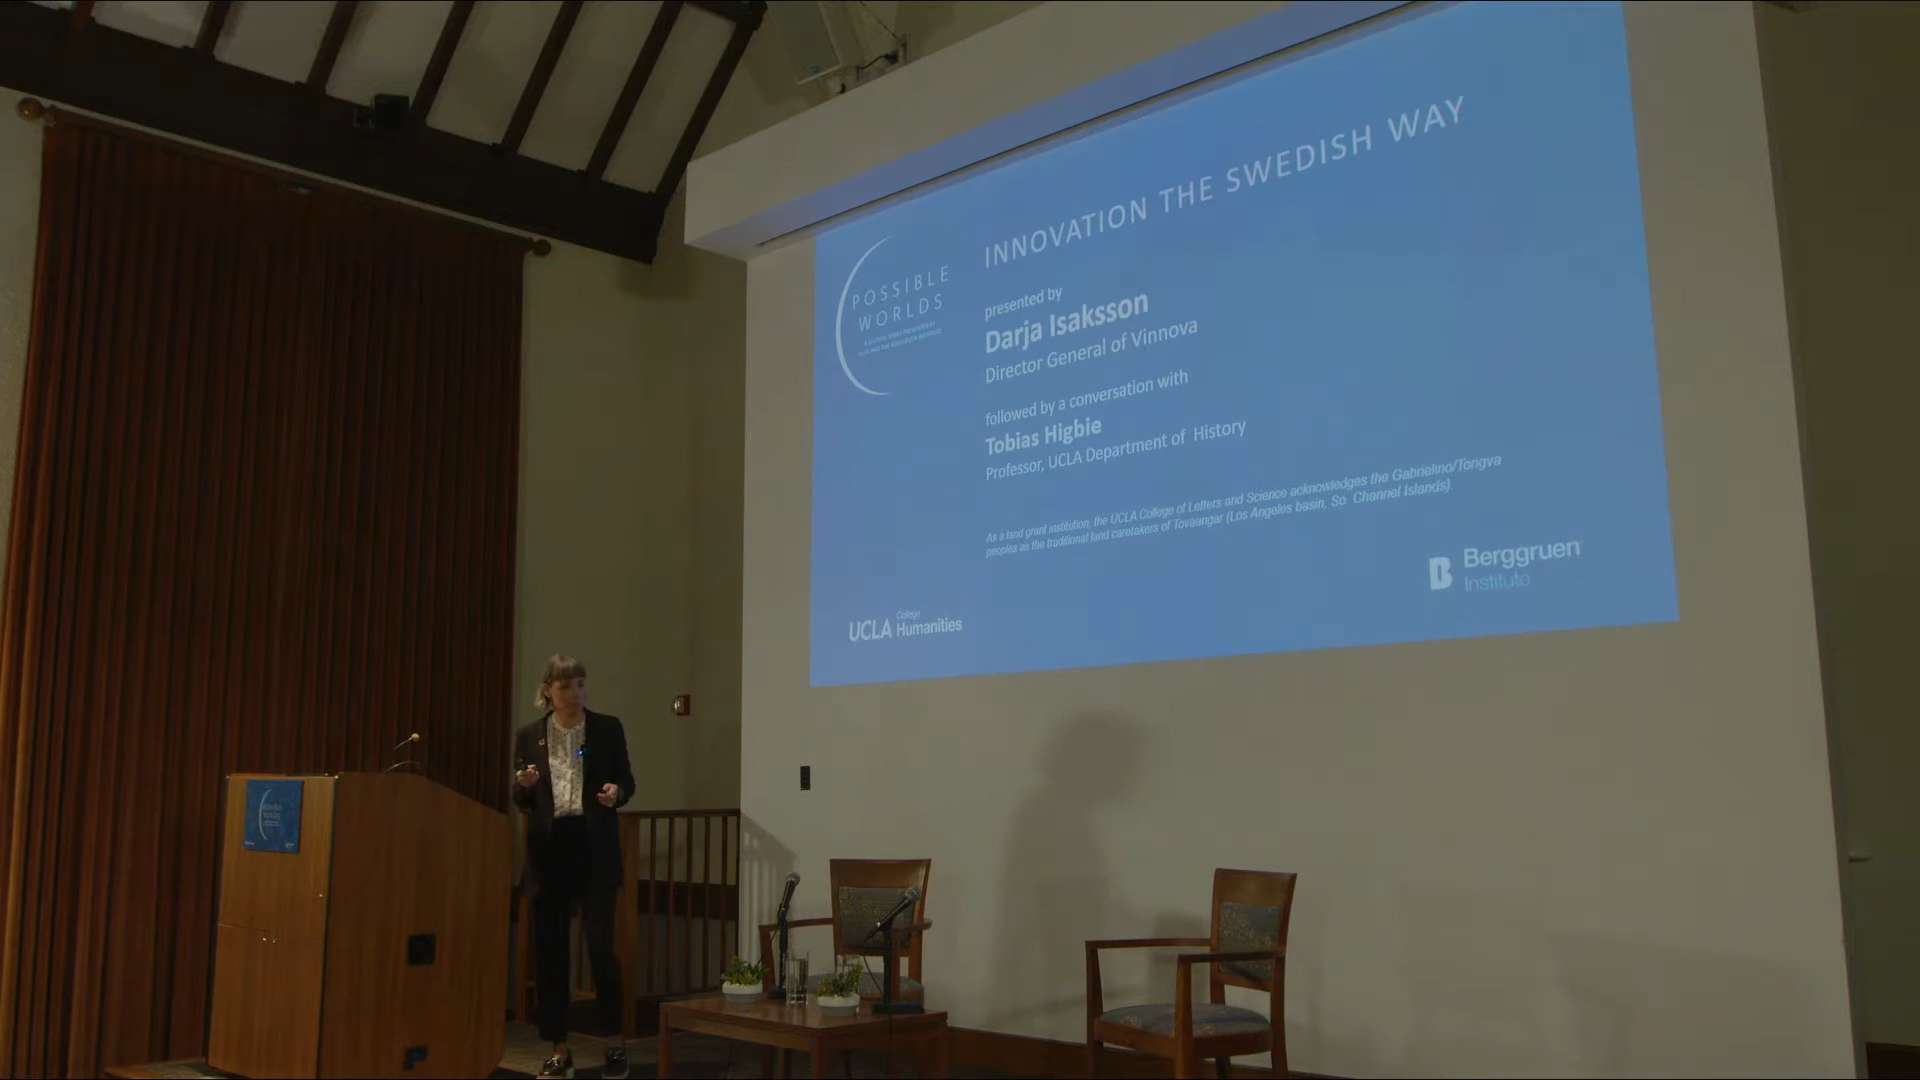 INNOVATION THE SWEDISH WAY
POSSIBLE
WORLDS
presented by
Darja Isaksson
Director General of Vinnova
followed by a conversation with
Tobias Higbie
Professor, UCLA Department of History
As a land grant institution, the UCLA College of Letters and Science acknowledges the Gabrielino/Tongva
peoples as the traditional land caretakers of Tovaangar (Los Angeles basin, So. Channel Islands).
Berggruen
Institute
College
UCLA Humanities